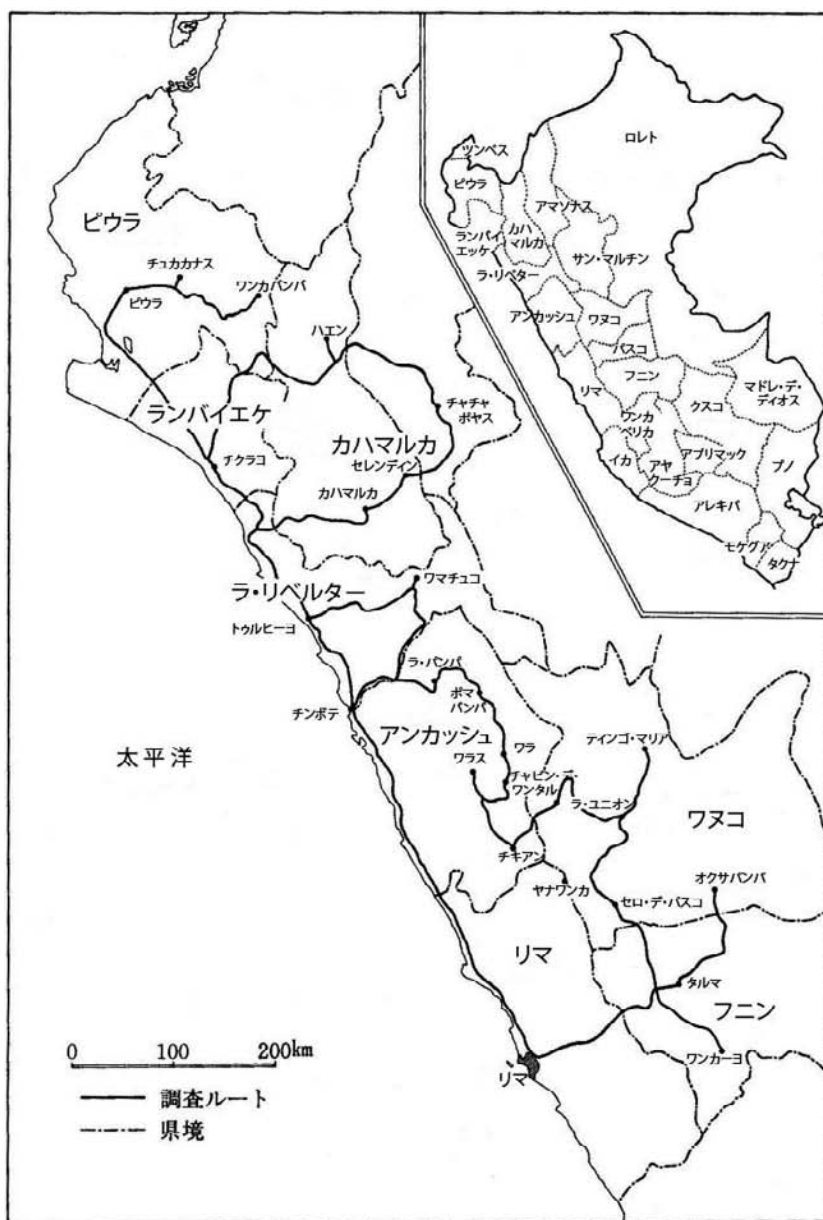 ピウラ
チュカカナス
ワンカバンバ
ピウラ
ハエン
ランバイエケ
チクラヨ
チャチャ
ポヤス
カハマルカ
セレンディン
カハマルカ
ラ・リベルター
ワマチュコ
トゥルヒーヨ
ラ・パンパ
チンボテ
ポマ
バンバ
アンカッシュ
ワラス
ワラ
チャビン・デ・
ワンタル
チキアン
太平洋
ティンゴ・マリア
ラ・ユニオン
ワヌコ
オクサパンパ
ヤナワンカ
セロ・デ・パスコ
リマ
タルマ
フニン
ワンカーヨ
リマ
0 100 200km
調査ルート
県境
ロレト
ツンベス
ピウラ
アマゾナス
ランバイ
エッケ
カハ
マルカ
サン・マルチン
ラ・リベター
アンカッシュ
ワヌコ
パスコ
フニン
リマ
マドレ・デ・
ディオス
クスコ
ワンカ
ベリカ
アプリマック
イカ
アヤ
クーチョ
プノ
アレキパ
モケグア
タケナ